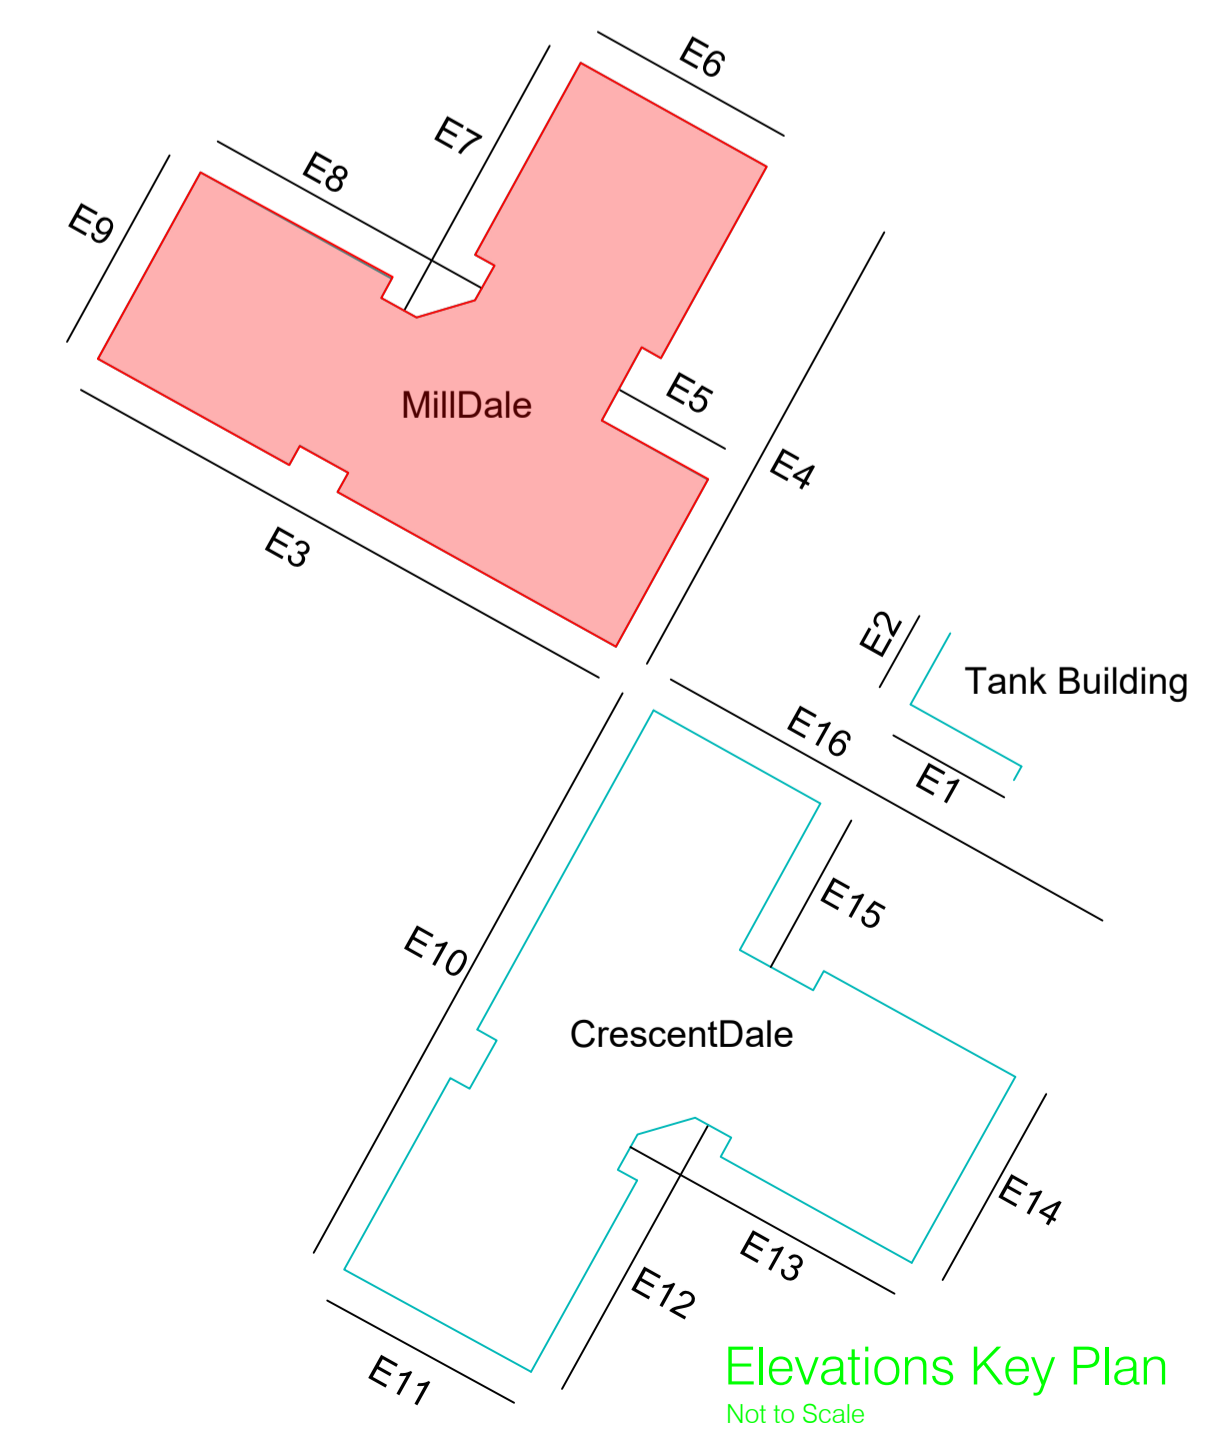 E6
E7
E8
E9
MillDale
E5
E4
E3
E2
Tank Building
E16
E1
E15
E10
CrescentDale
E14
E13
E12
E11
Elevations Key Plan
Not to Scale